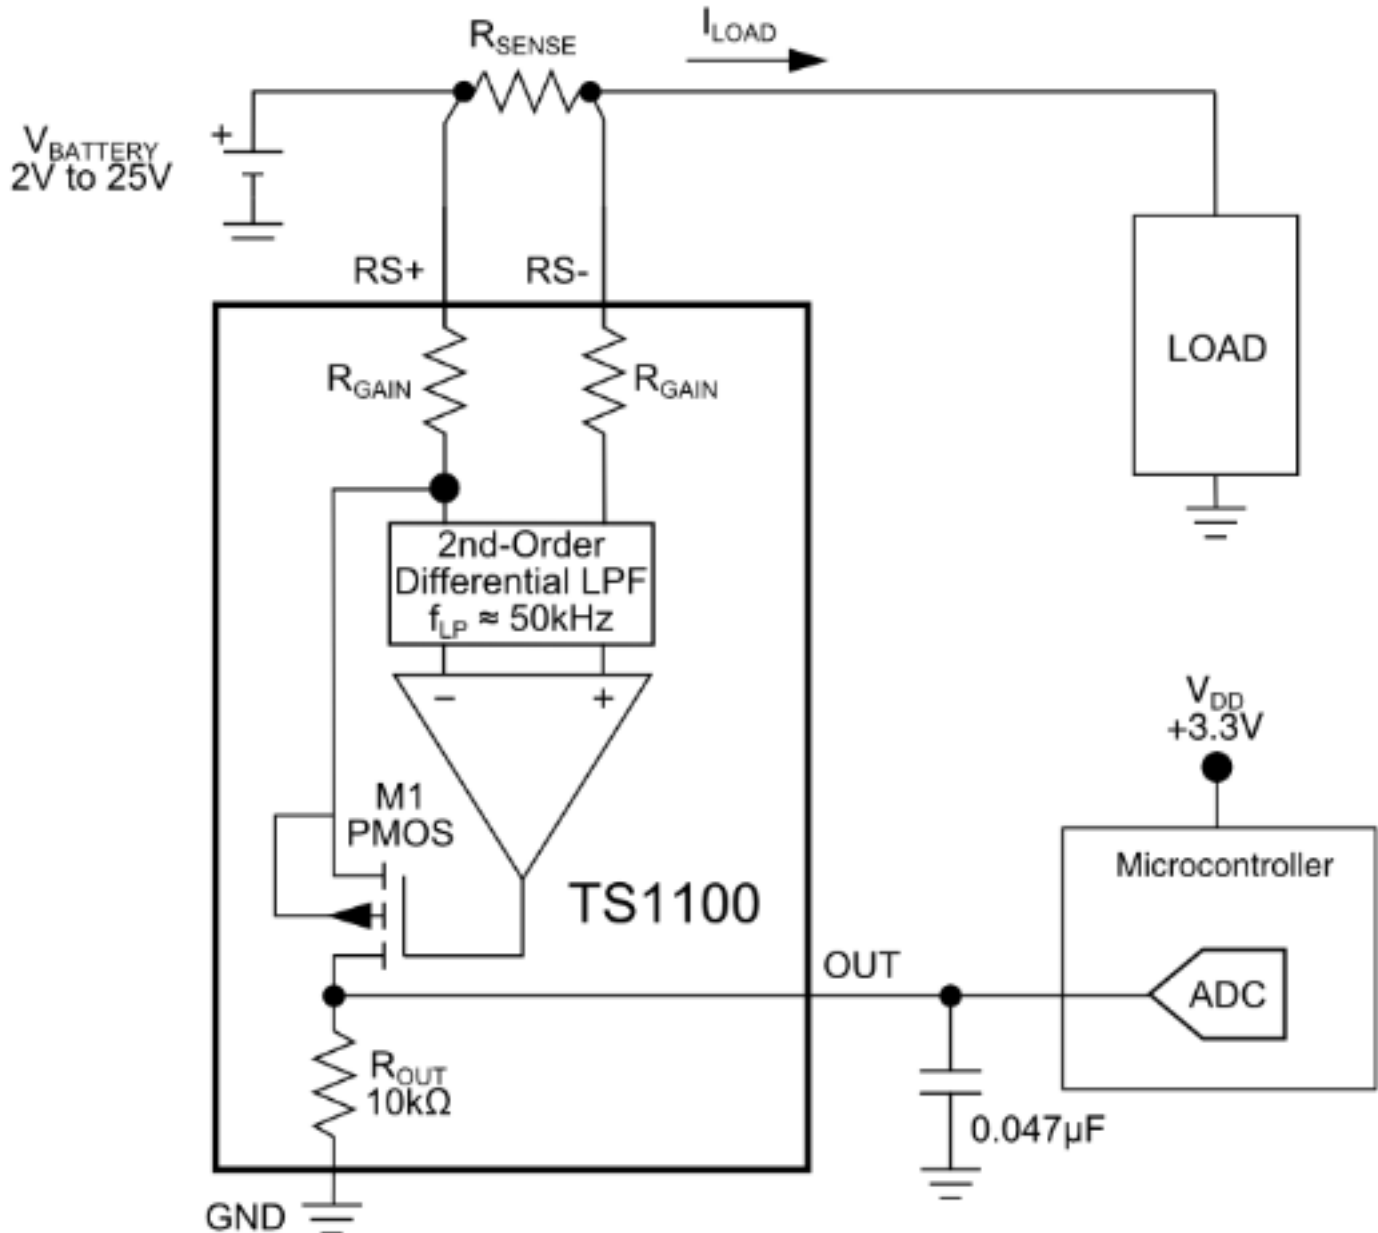 RSENSE
ILOAD
+
VBATTERY
2V to 25V
RS+
RS-
RGAIN
RGAIN
LOAD
2nd-Order
Differential LPF
fLP ≈ 50kHz
−
+
VDD
+3.3V
M1
PMOS
Microcontroller
TS1100
OUT
ADC
ROUT
10kΩ
0.047µF
GND